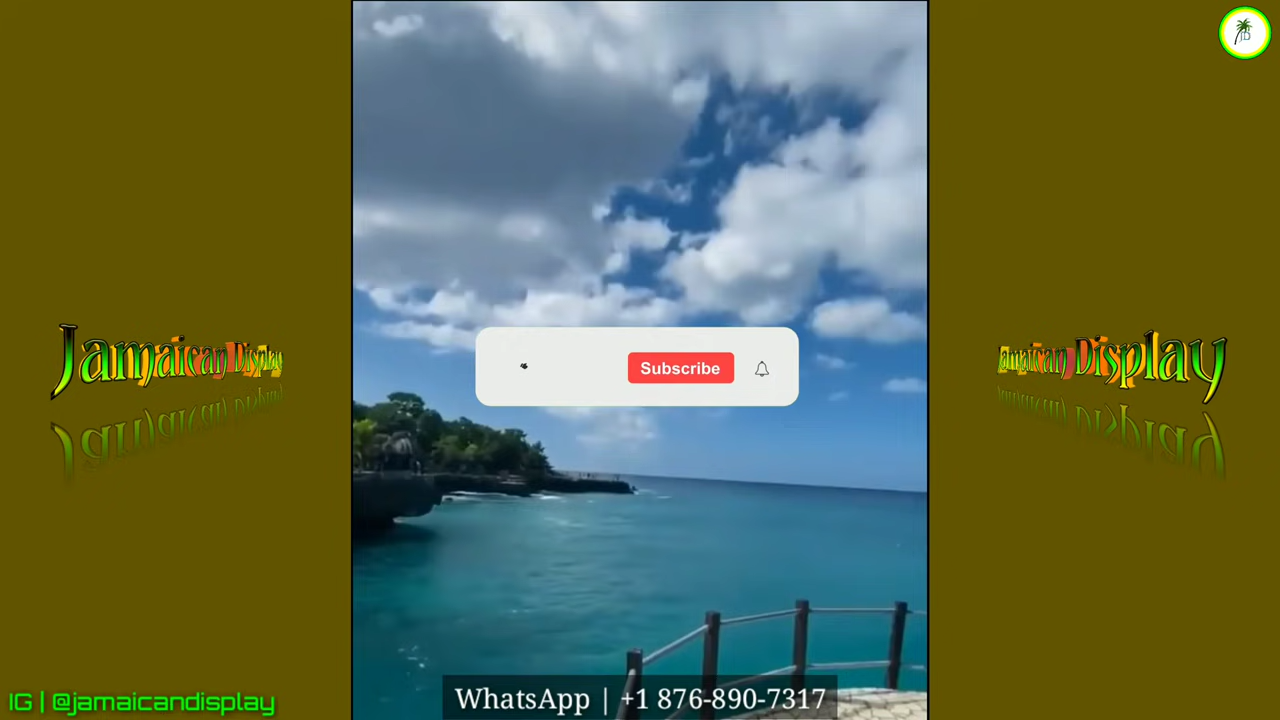 Jamaican Display
Jamaican Display
Subscribe
IG | @jamaicandisplay
WhatsApp | +1 876-890-7317